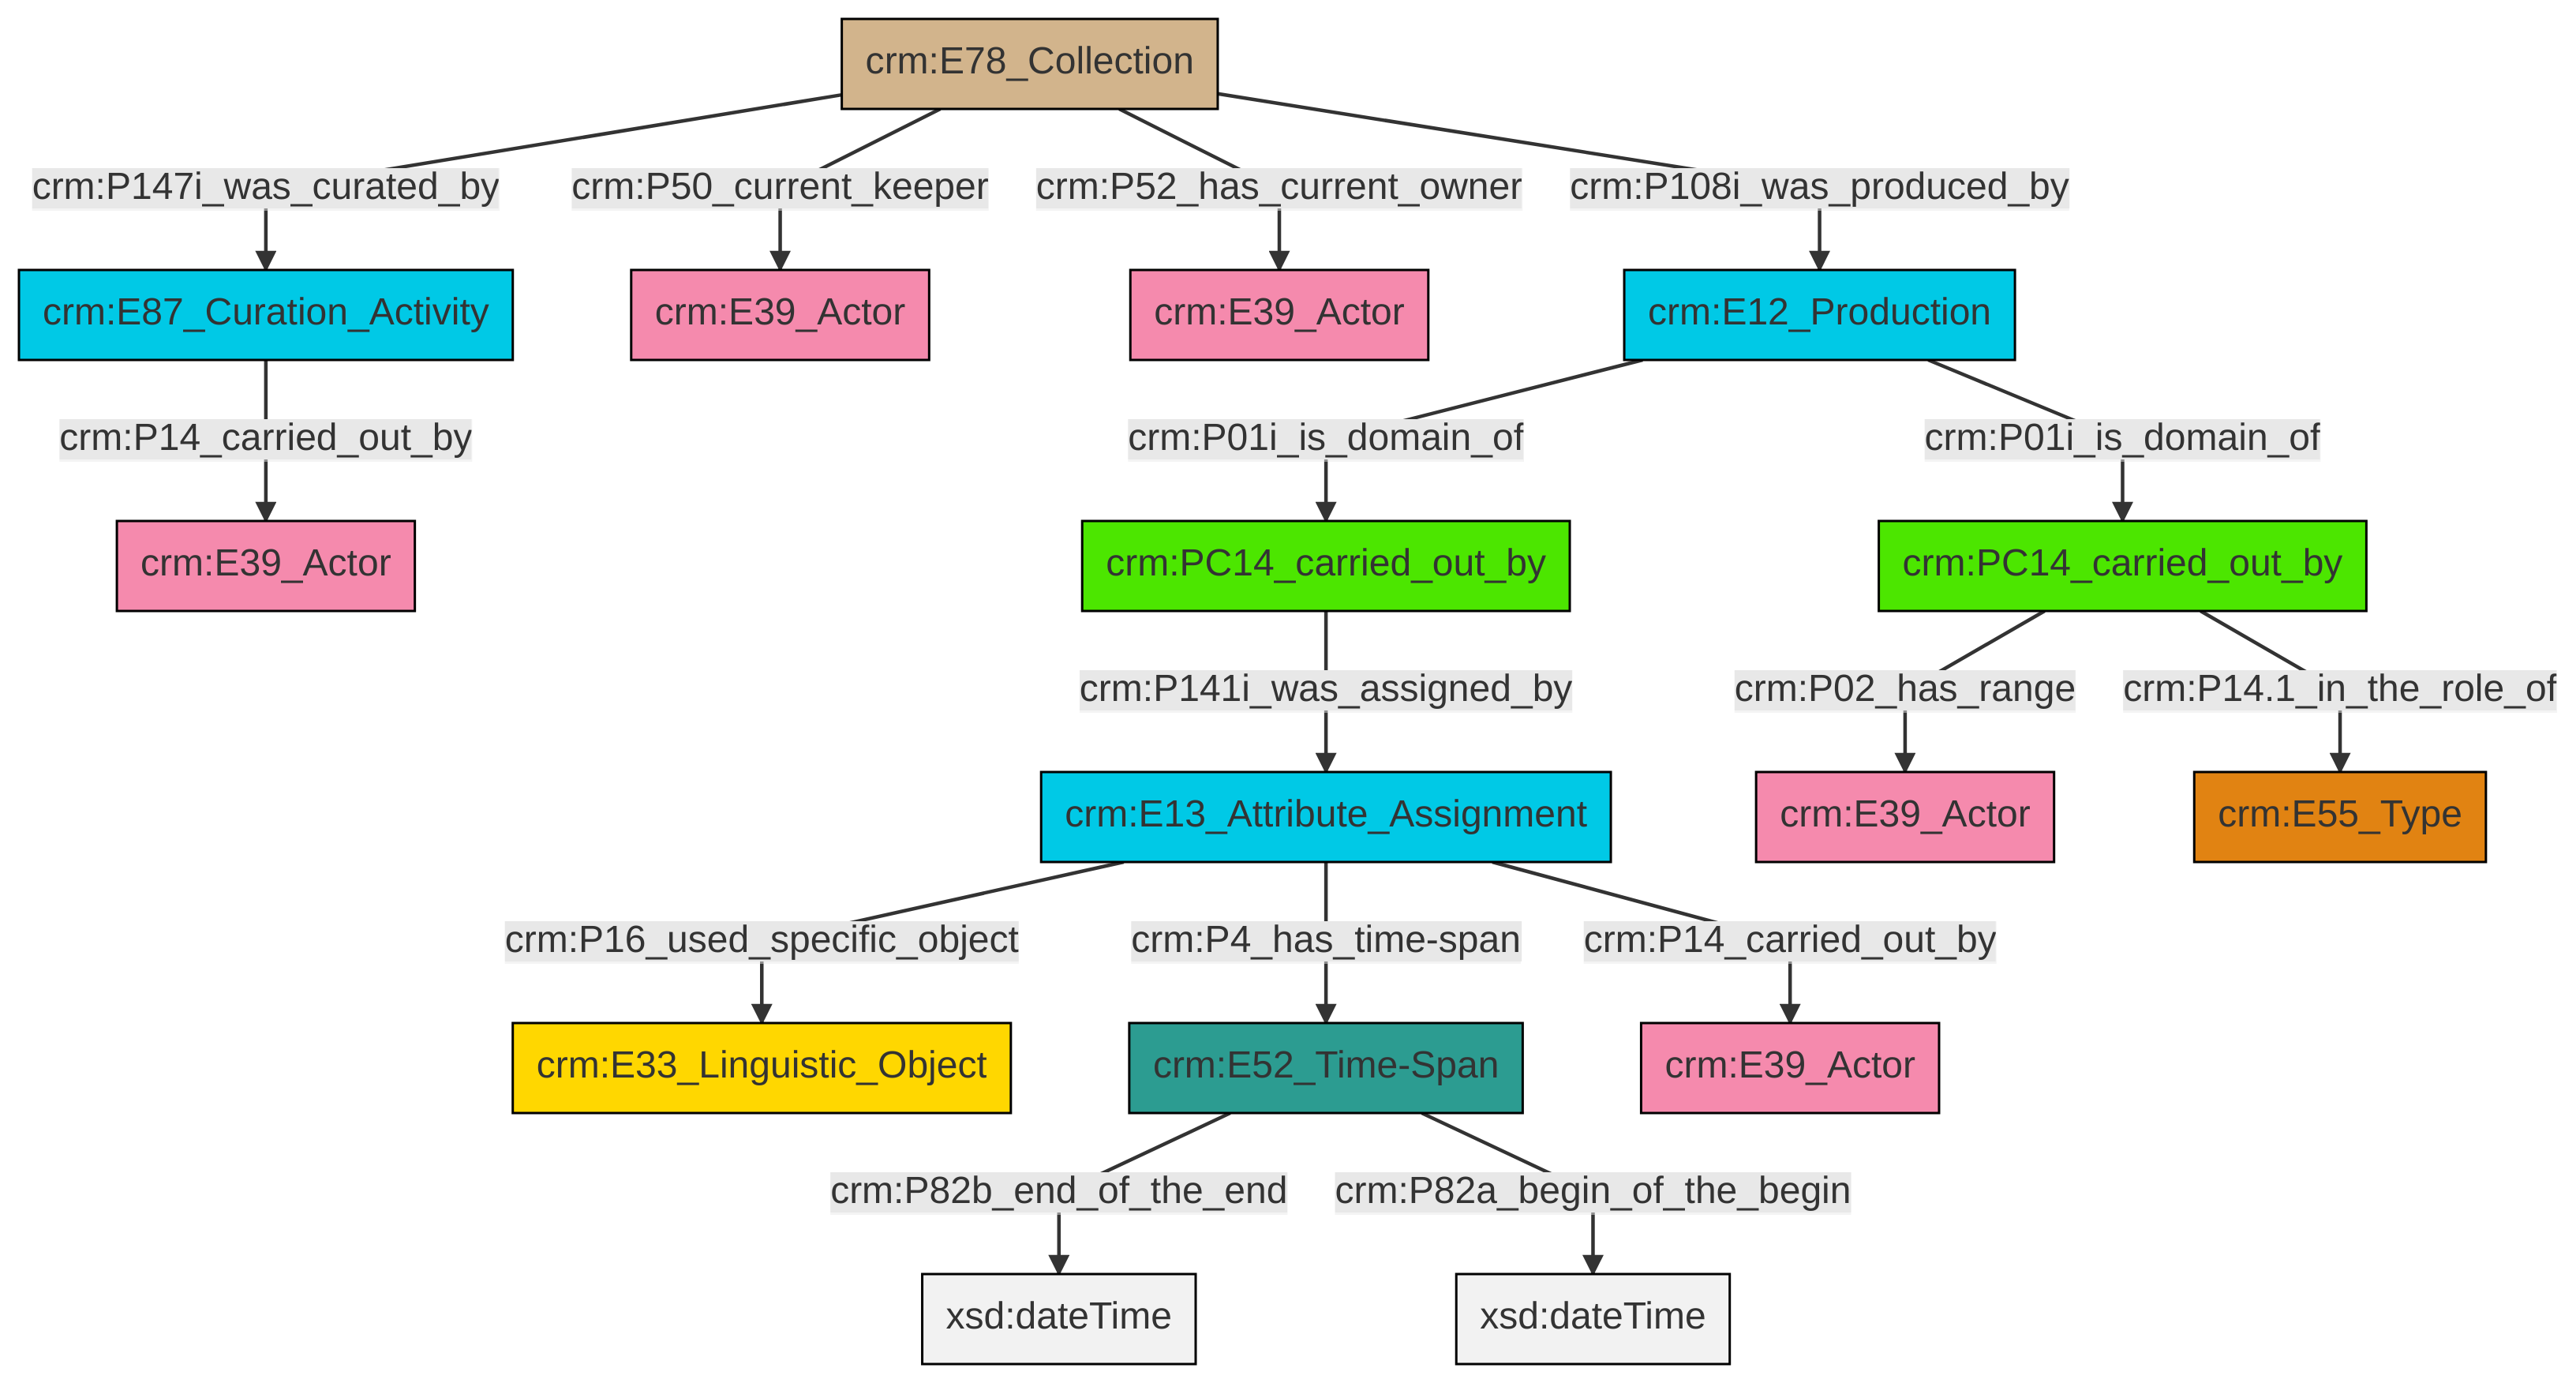 crm:E78_Collection
crm:P147i_was_curated_by
crm:P50_current_keeper
crm:P52_has_current_owner
crm:P108i_was_produced_by
crm:E87_Curation_Activity
crm:E39_Actor
crm:E39_Actor
crm:E12_Production
crm:P14_carried_out_by
crm:P01i_is_domain_of
crm:P01i_is_domain_of
crm:E39_Actor
crm:PC14_carried_out_by
crm:PC14_carried_out_by
crm:P141i_was_assigned_by
crm:P02_has_range
crm:P14.1_in_the_role_of
crm:E13_Attribute_Assignment
crm:E39_Actor
crm:E55_Type
crm:P16_used_specific_object
crm:P4_has_time-span
crm:P14_carried_out_by
crm:E33_Linguistic_Object
crm:E52_Time-Span
crm:E39_Actor
crm:P82b_end_of_the_end
crm:P82a_begin_of_the_begin
xsd:dateTime
xsd:dateTime